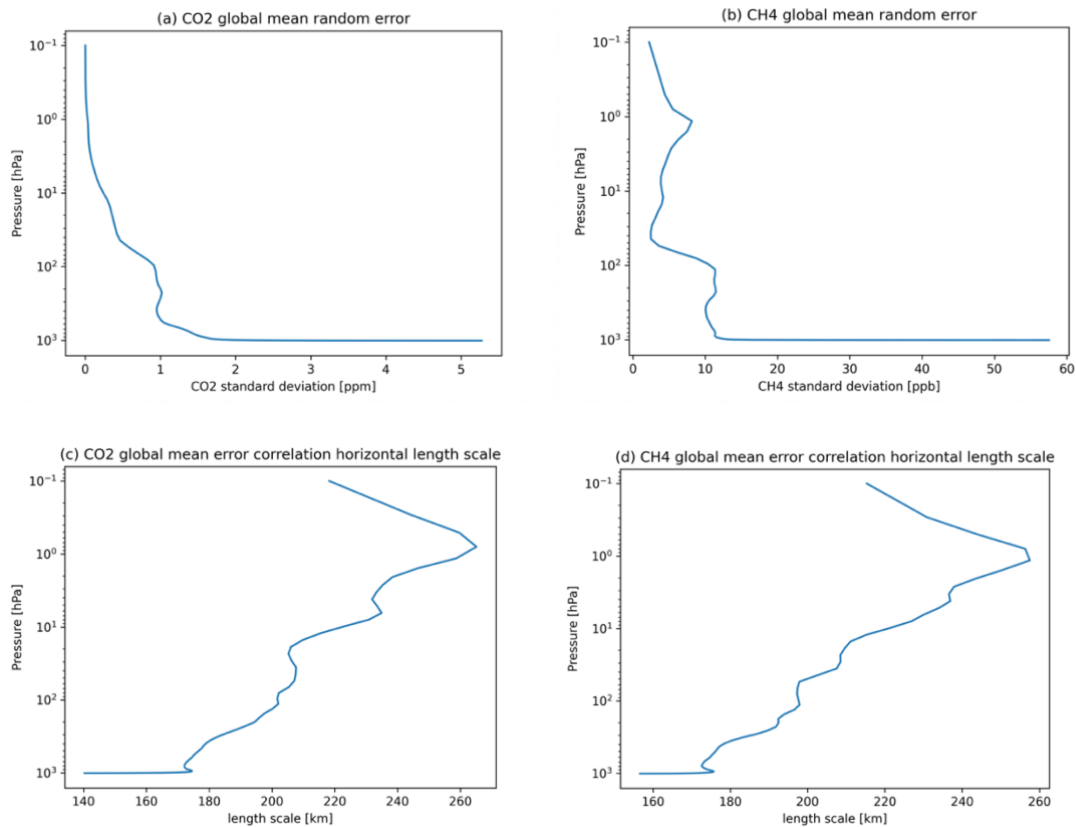 (a) CO2 global mean random error
10⁻¹
10⁰
10¹
10²
10³
Pressure [hPa]
0 1 2 3 4 5
CO2 standard deviation [ppm]
(b) CH4 global mean random error
10⁻¹
10⁰
10¹
10²
10³
Pressure [hPa]
0 10 20 30 40 50 60
CH4 standard deviation [ppb]
(c) CO2 global mean error correlation horizontal length scale
10⁻¹
10⁰
10¹
10²
10³
Pressure [hPa]
140 160 180 200 220 240 260
length scale [km]
(d) CH4 global mean error correlation horizontal length scale
10⁻¹
10⁰
10¹
10²
10³
Pressure [hPa]
160 180 200 220 240 260
length scale [km]